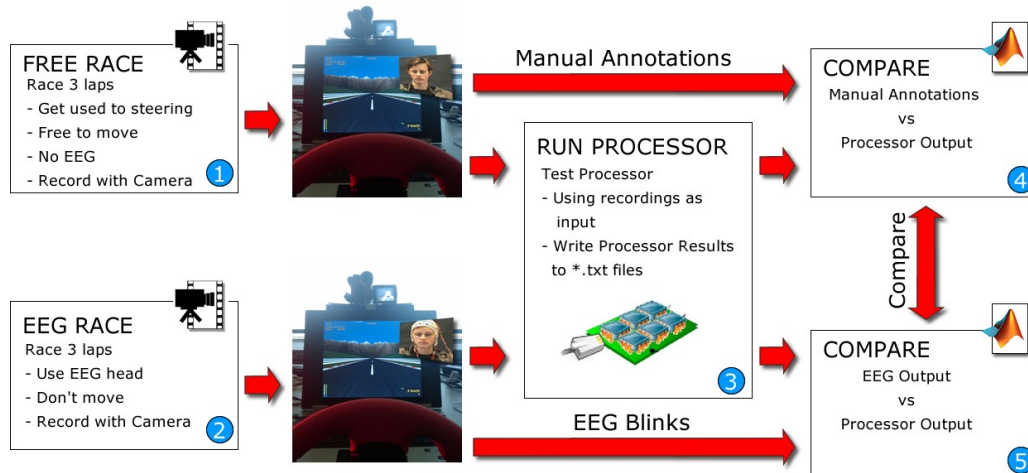 FREE RACE
Race 3 laps
- Get used to steering
- Free to move
- No EEG
- Record with Camera
1
Manual Annotations
RUN PROCESSOR
Test Processor
- Using recordings as
input
- Write Processor Results
to *.txt files
3
COMPARE
Manual Annotations
vs
Processor Output
4
Compare
EEG RACE
Race 3 laps
- Use EEG head
- Don't move
- Record with Camera
2
EEG Blinks
COMPARE
EEG Output
vs
Processor Output
5